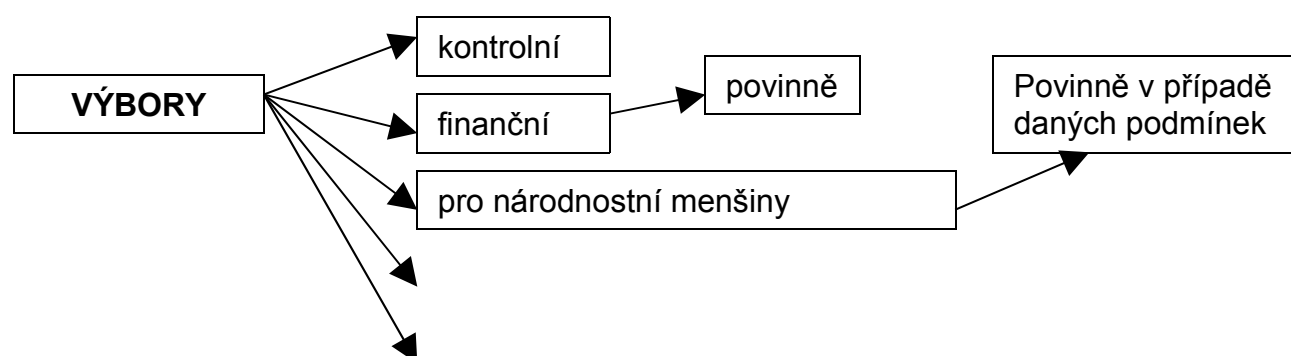 kontrolní
VÝBORY
finanční
povinně
Povinně v případě
daných podmínek
pro národnostní menšiny